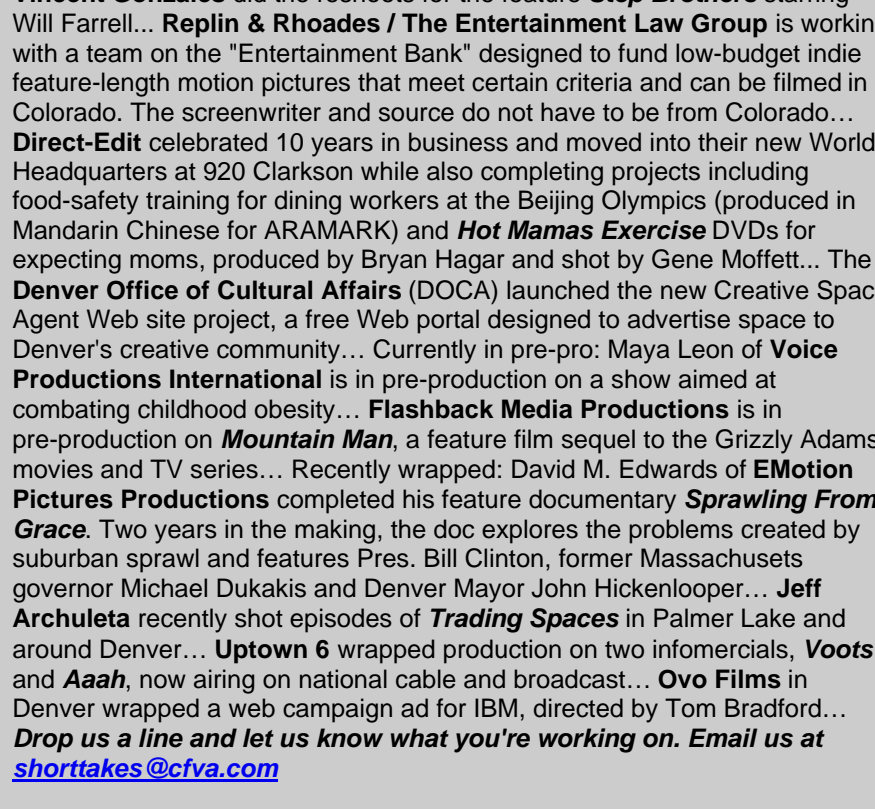 Vincent Gonzales did the reshoots for the feature Step Brothers starring
Will Farrell... Replin & Rhoades / The Entertainment Law Group is workin
with a team on the "Entertainment Bank" designed to fund low-budget indie
feature-length motion pictures that meet certain criteria and can be filmed in
Colorado. The screenwriter and source do not have to be from Colorado…
Direct-Edit celebrated 10 years in business and moved into their new World
Headquarters at 920 Clarkson while also completing projects including
food-safety training for dining workers at the Beijing Olympics (produced in
Mandarin Chinese for ARAMARK) and Hot Mamas Exercise DVDs for
expecting moms, produced by Bryan Hagar and shot by Gene Moffett... The
Denver Office of Cultural Affairs (DOCA) launched the new Creative Spac
Agent Web site project, a free Web portal designed to advertise space to
Denver's creative community… Currently in pre-pro: Maya Leon of Voice
Productions International is in pre-production on a show aimed at
combating childhood obesity… Flashback Media Productions is in
pre-production on Mountain Man, a feature film sequel to the Grizzly Adams
movies and TV series… Recently wrapped: David M. Edwards of EMotion
Pictures Productions completed his feature documentary Sprawling From
Grace. Two years in the making, the doc explores the problems created by
suburban sprawl and features Pres. Bill Clinton, former Massachusets
governor Michael Dukakis and Denver Mayor John Hickenlooper… Jeff
Archuleta recently shot episodes of Trading Spaces in Palmer Lake and
around Denver… Uptown 6 wrapped production on two infomercials, Voots
and Aaah, now airing on national cable and broadcast… Ovo Films in
Denver wrapped a web campaign ad for IBM, directed by Tom Bradford…
Drop us a line and let us know what you're working on. Email us at
shorttakes@cfva.com